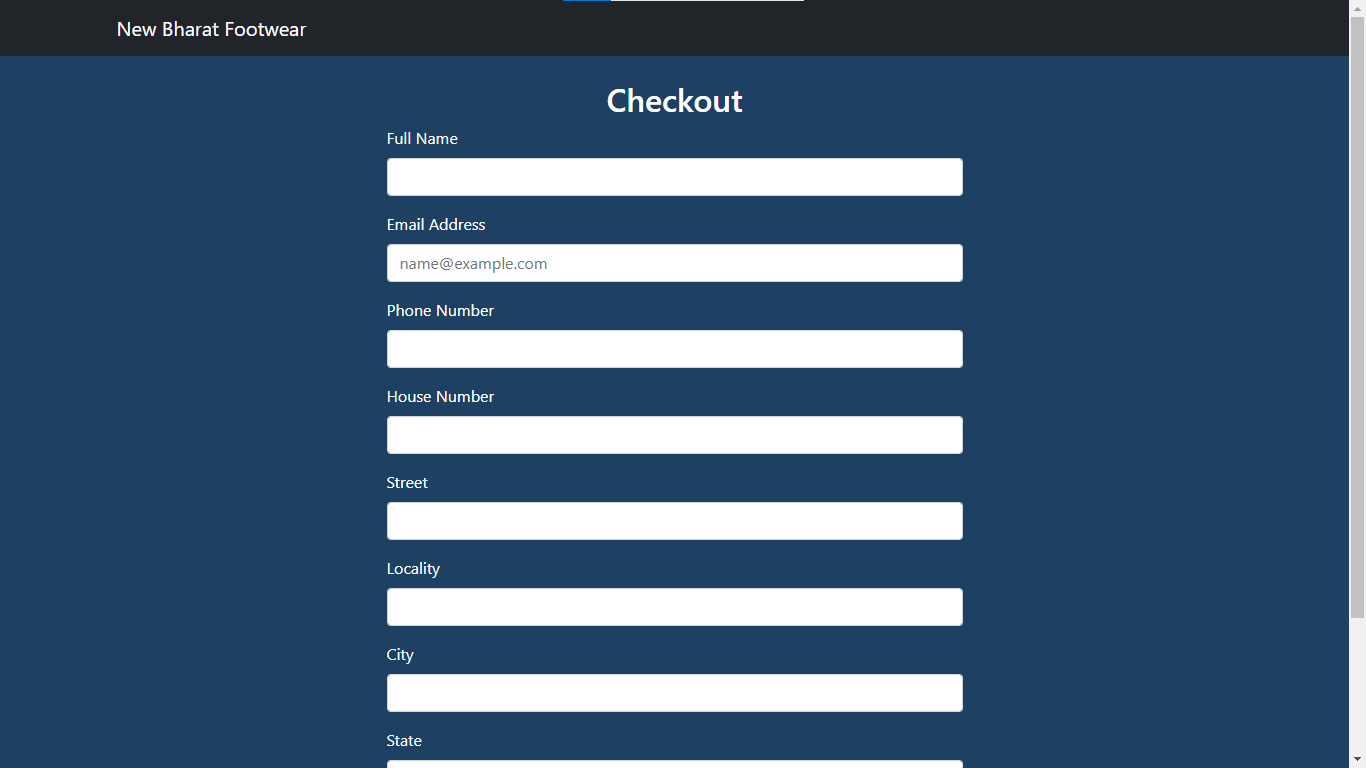 New Bharat Footwear
Checkout
Full Name
Email Address
name@example.com
Phone Number
House Number
Street
Locality
City
State